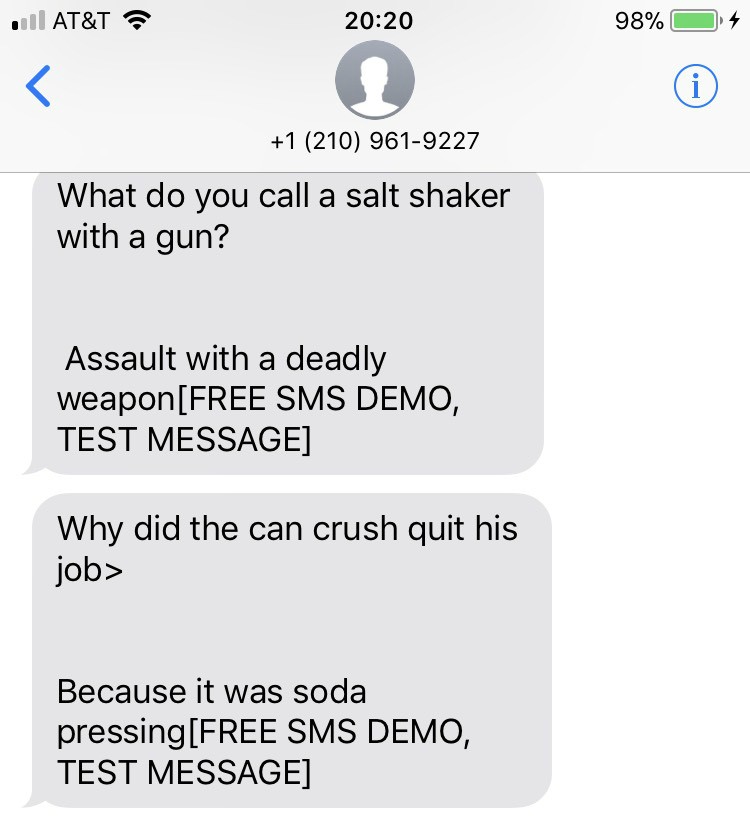 AT&T 20:20 98%
+1 (210) 961-9227
What do you call a salt shaker
with a gun?
Assault with a deadly
weapon[FREE SMS DEMO,
TEST MESSAGE]
Why did the can crush quit his
job>
Because it was soda
pressing[FREE SMS DEMO,
TEST MESSAGE]